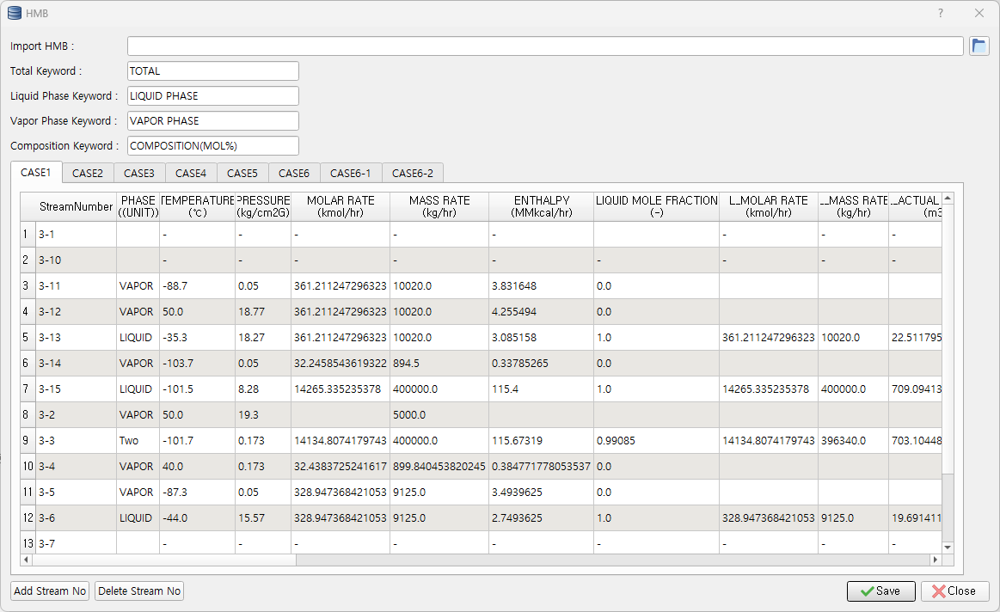 HMB
Import HMB :
Total Keyword : TOTAL
Liquid Phase Keyword : LIQUID PHASE
Vapor Phase Keyword : VAPOR PHASE
Composition Keyword : COMPOSITION(MOL%)
CASE1 CASE2 CASE3 CASE4 CASE5 CASE6 CASE6-1 CASE6-2
StreamNumber PHASE ((UNIT)) TEMPERATURE (℃) PRESSURE (kg/cm2G) MOLAR RATE (kmol/hr) MASS RATE (kg/hr) ENTHALPY (MMkcal/hr) LIQUID MOLE FRACTION (-) L_MOLAR RATE (kmol/hr) _MASS RATE (kg/hr) _ACTUAL (m3
1 3-1 - - - - - - - -
2 3-10 - - - - - - - - -
3 3-11 VAPOR -88.7 0.05 361.211247296323 10020.0 3.831648 0.0
4 3-12 VAPOR 50.0 18.77 361.211247296323 10020.0 4.255494 0.0
5 3-13 LIQUID -35.3 18.27 361.211247296323 10020.0 3.085158 1.0 361.211247296323 10020.0 22.511795
6 3-14 VAPOR -103.7 0.05 32.2458543619322 894.5 0.33785265 0.0
7 3-15 LIQUID -101.5 8.28 14265.335235378 400000.0 115.4 1.0 14265.335235378 400000.0 709.09413
8 3-2 VAPOR 50.0 19.3 5000.0
9 3-3 Two -101.7 0.173 14134.8074179743 400000.0 115.67319 0.99085 14134.8074179743 396340.0 703.10448
10 3-4 VAPOR 40.0 0.173 32.4383725241617 899.840453820245 0.384771778053537 0.0
11 3-5 VAPOR -87.3 0.05 328.947368421053 9125.0 3.4939625 0.0
12 3-6 LIQUID -44.0 15.57 328.947368421053 9125.0 2.7493625 1.0 328.947368421053 9125.0 19.691411
13 3-7 - - - - - - - - -
Add Stream No Delete Stream No Save Close